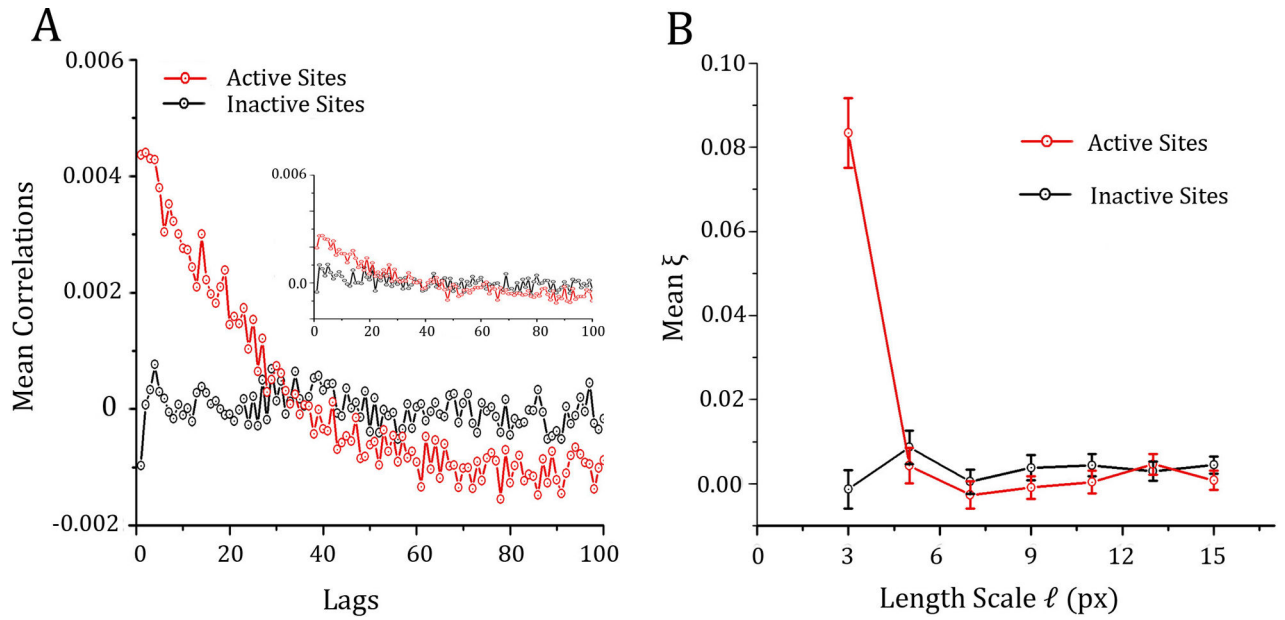 A
0.006
0.004
0.002
0
-0.002
Mean Correlations
Active Sites
Inactive Sites
0.006
0.0
0 20 40 60 80 100
0 20 40 60 80 100
Lags
B
0.10
0.08
0.06
0.04
0.02
0.00
Mean ξ
Active Sites
Inactive Sites
0 3 6 9 12 15
Length Scale ℓ (px)